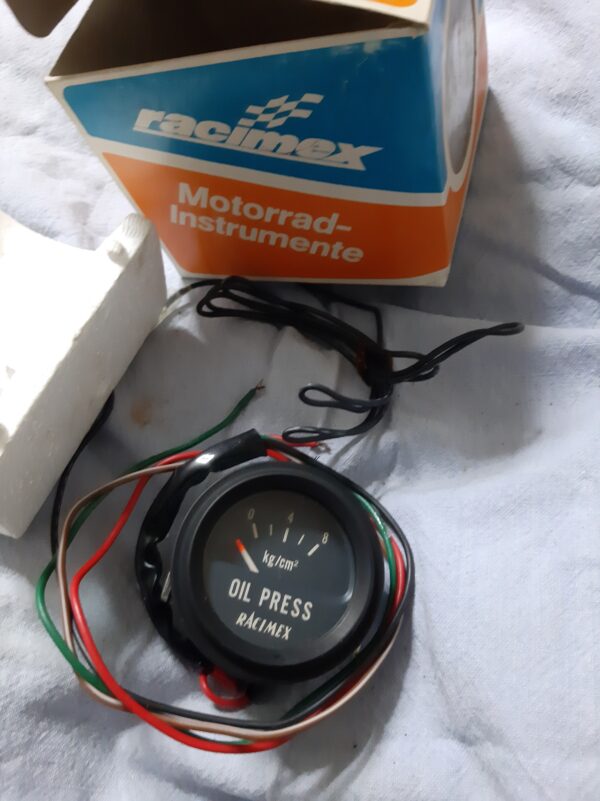 racimex
Motorrad-
Instrumente
0 4 8
kg/cm²
OIL PRESS
RACIMEX